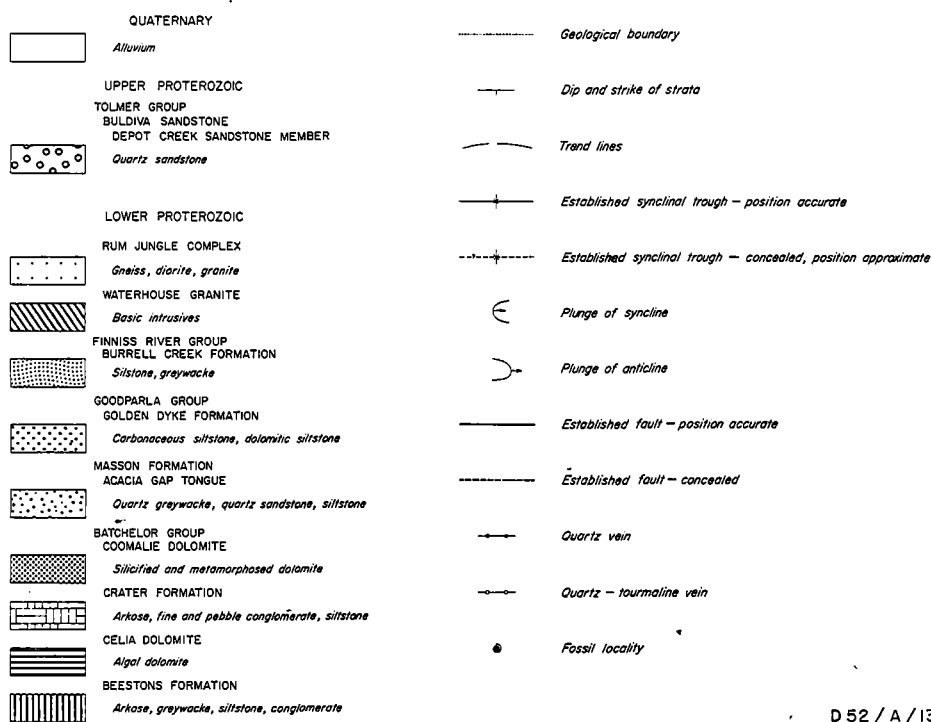 QUATERNARY
Alluvium
UPPER PROTEROZOIC
TOLMER GROUP
BULDIVA SANDSTONE
DEPOT CREEK SANDSTONE MEMBER
Quartz sandstone
LOWER PROTEROZOIC
RUM JUNGLE COMPLEX
Gneiss, diorite, granite
WATERHOUSE GRANITE
Basic intrusives
FINNISS RIVER GROUP
BURRELL CREEK FORMATION
Silstone, greywacke
GOODPARLA GROUP
GOLDEN DYKE FORMATION
Carbonaceous siltstone, dolomitic siltstone
MASSON FORMATION
ACACIA GAP TONGUE
Quartz greywacke, quartz sandstone, siltstone
BATCHELOR GROUP
COOMALIE DOLOMITE
Silicified and metamorphosed dolomite
CRATER FORMATION
Arkose, fine and pebble conglomerate, siltstone
CELIA DOLOMITE
Algal dolomite
BEESTONS FORMATION
Arkose, greywacke, siltstone, conglomerate
Geological boundary
Dip and strike of strata
Trend lines
Established synclinal trough — position accurate
Established synclinal trough — concealed, position approximate
Plunge of syncline
Plunge of anticline
Established fault — position accurate
Established fault — concealed
Quartz vein
Quartz — tourmaline vein
Fossil locality
D 52 / A / 13